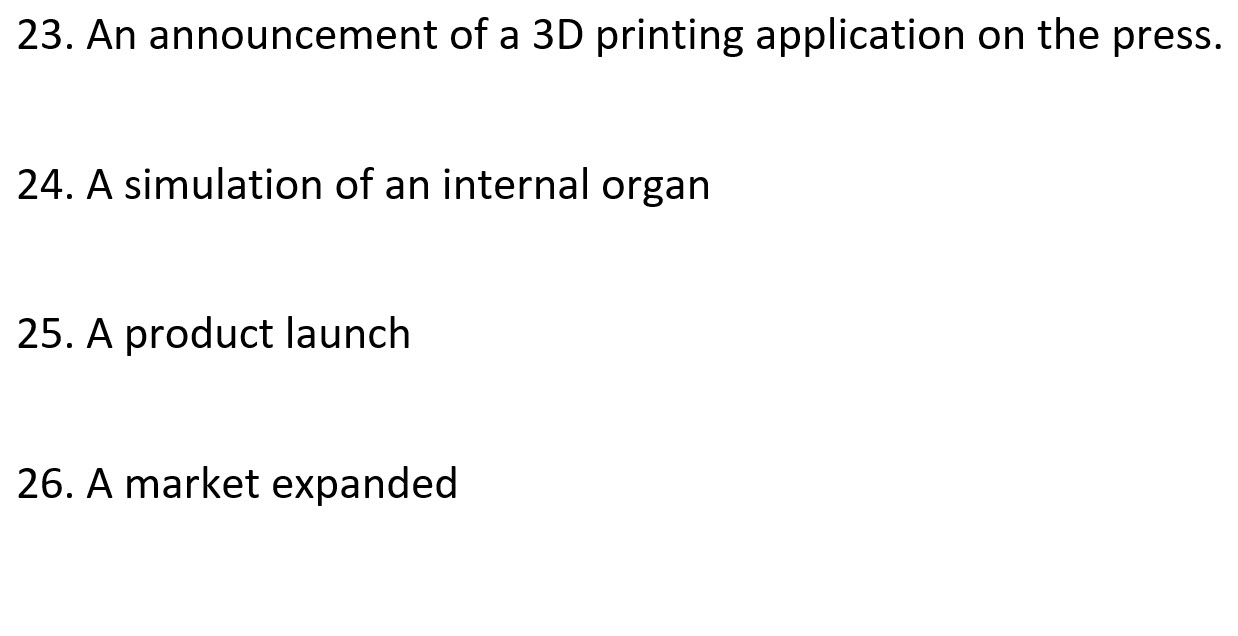 23. An announcement of a 3D printing application on the press.
24. A simulation of an internal organ
25. A product launch
26. A market expanded